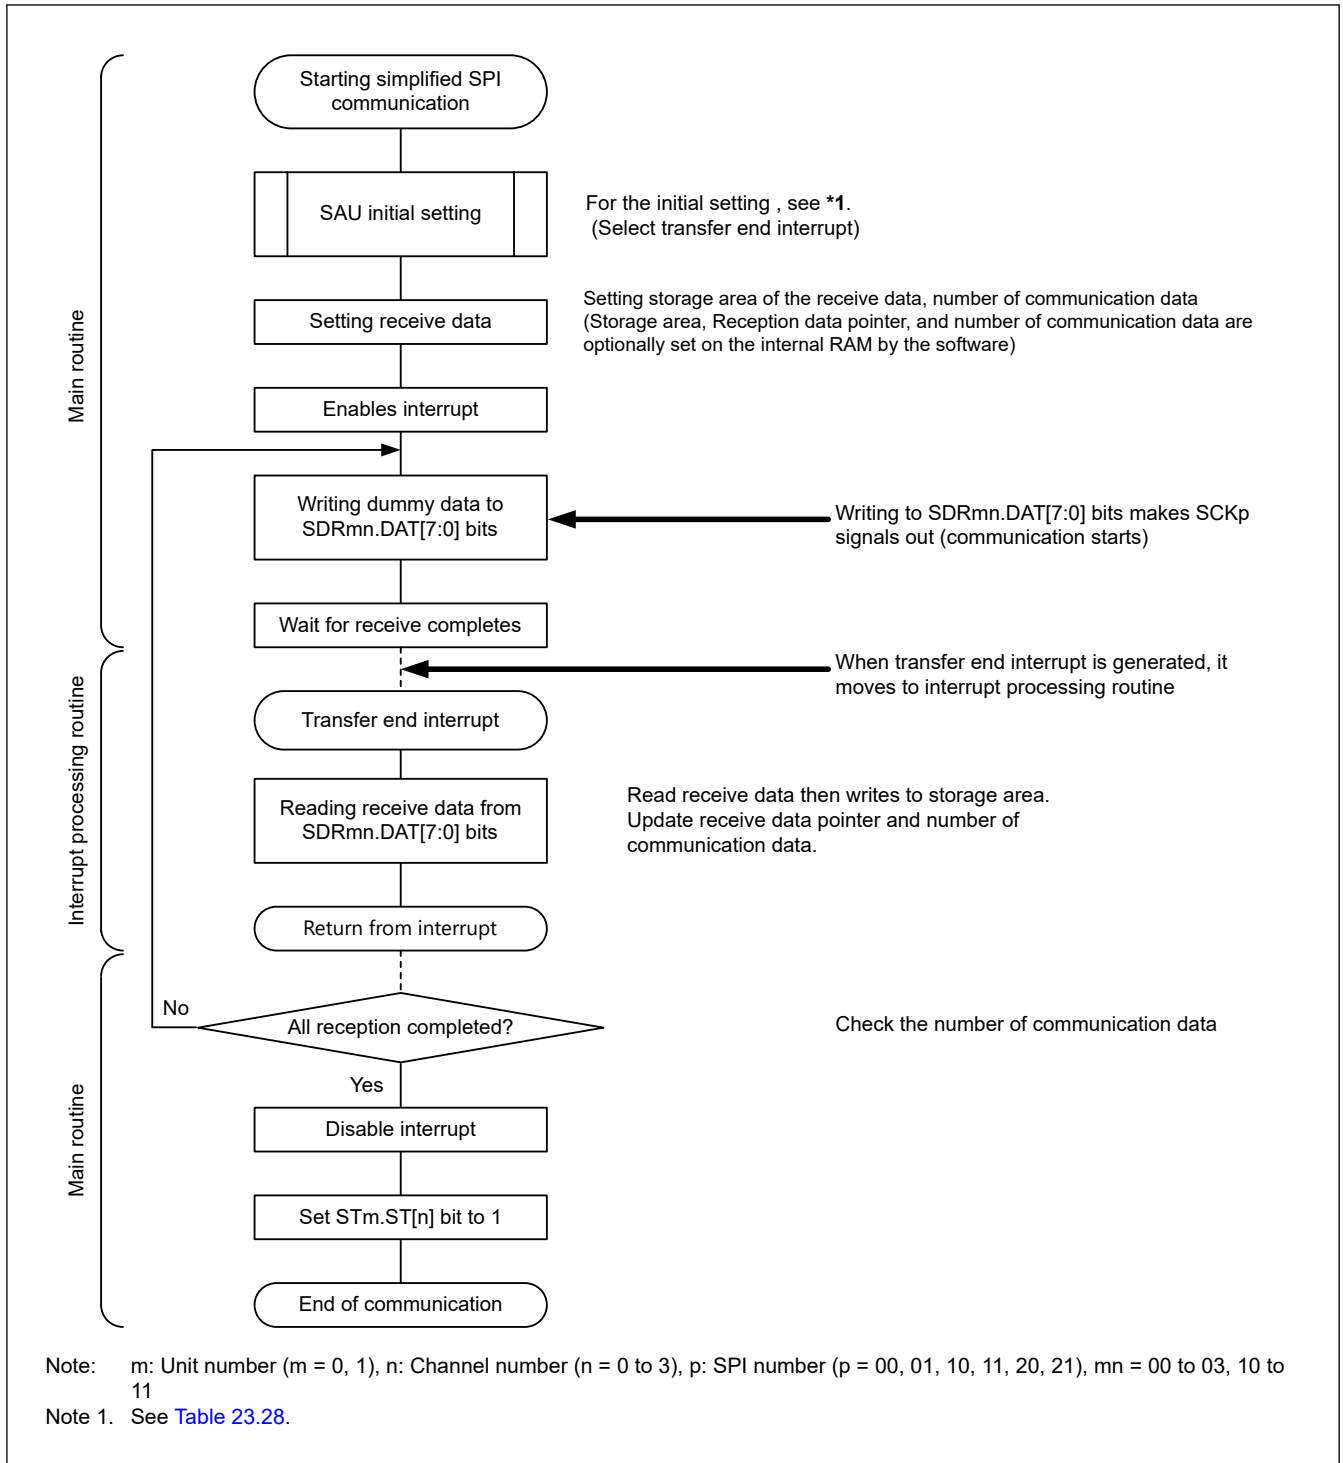 Starting simplified SPI
communication
SAU initial setting
For the initial setting , see *1.
(Select transfer end interrupt)
Setting receive data
Setting storage area of the receive data, number of communication data
(Storage area, Reception data pointer, and number of communication data are
optionally set on the internal RAM by the software)
Main routine
Enables interrupt
Writing dummy data to
SDRmn.DAT[7:0] bits
Writing to SDRmn.DAT[7:0] bits makes SCKp
signals out (communication starts)
Wait for receive completes
When transfer end interrupt is generated, it
moves to interrupt processing routine
Transfer end interrupt
Interrupt processing routine
Reading receive data from
SDRmn.DAT[7:0] bits
Read receive data then writes to storage area.
Update receive data pointer and number of
communication data.
Return from interrupt
No
All reception completed?
Check the number of communication data
Yes
Main routine
Disable interrupt
Set STm.ST[n] bit to 1
End of communication
Note: m: Unit number (m = 0, 1), n: Channel number (n = 0 to 3), p: SPI number (p = 00, 01, 10, 11, 20, 21), mn = 00 to 03, 10 to
11
Note 1. See Table 23.28.